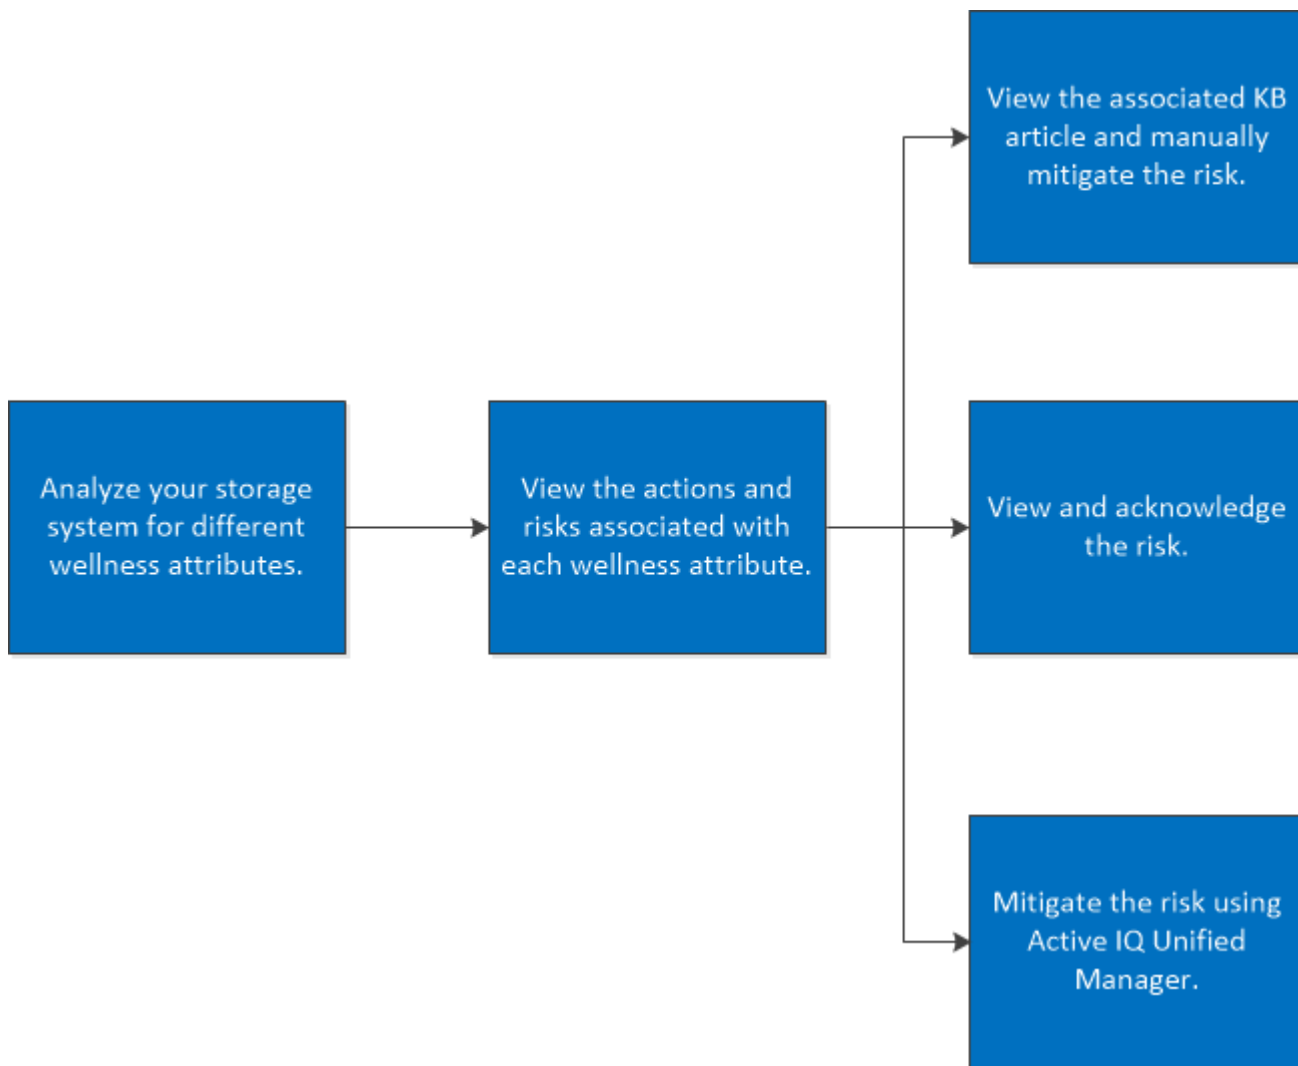 Analyze your storage
system for different
wellness attributes.
View the actions and
risks associated with
each wellness attribute.
View the associated KB
article and manually
mitigate the risk.
View and acknowledge
the risk.
Mitigate the risk using
Active IQ Unified
Manager.